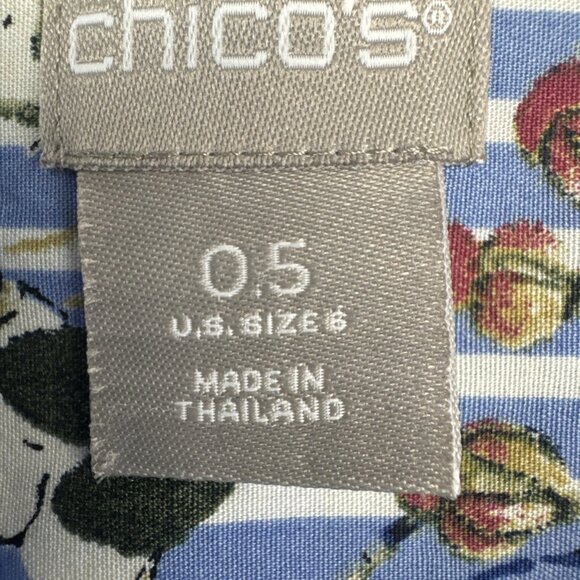 chico's®
0.5
U.S. SIZE 6
MADE IN
THAILAND